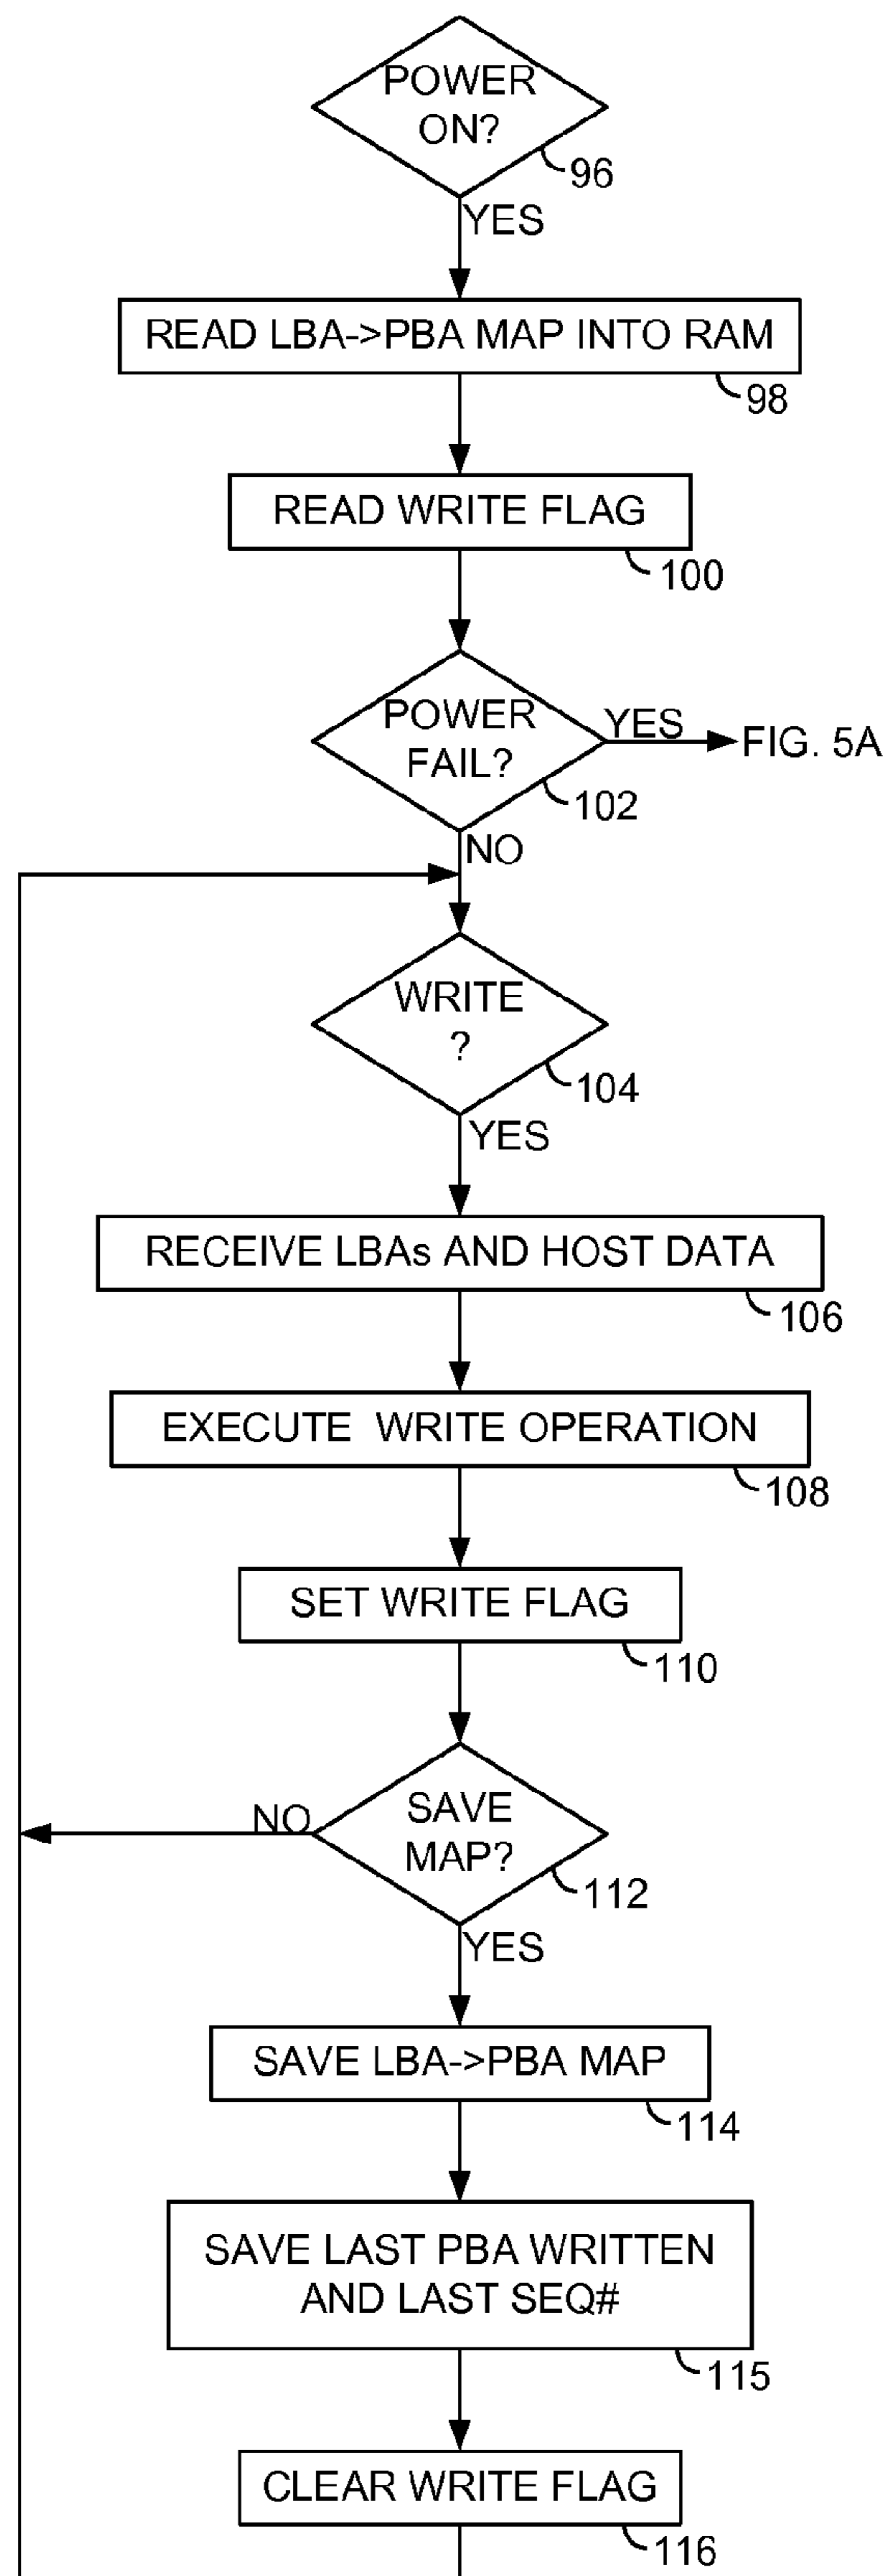 POWER
ON?
96
YES
READ LBA->PBA MAP INTO RAM
98
READ WRITE FLAG
100
POWER
FAIL?
YES
FIG. 5A
102
NO
WRITE
?
104
YES
RECEIVE LBAs AND HOST DATA
106
EXECUTE WRITE OPERATION
108
SET WRITE FLAG
110
NO
SAVE
MAP?
112
YES
SAVE LBA->PBA MAP
114
SAVE LAST PBA WRITTEN
AND LAST SEQ#
115
CLEAR WRITE FLAG
116